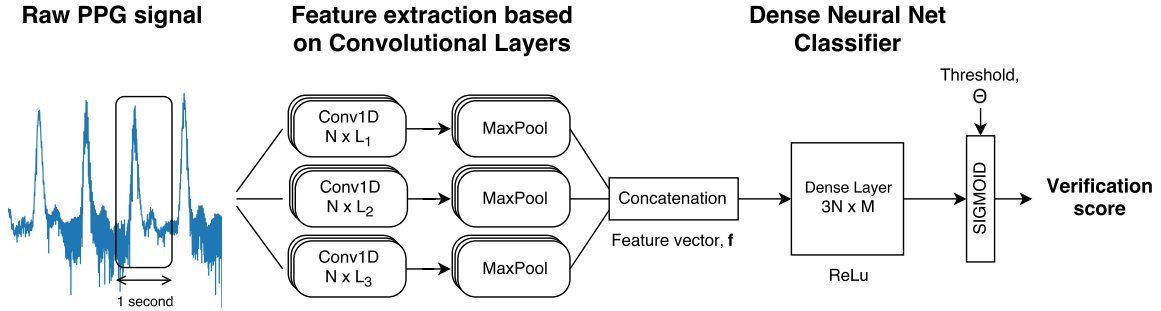 Raw PPG signal
Feature extraction based
on Convolutional Layers
Dense Neural Net
Classifier
1 second
Conv1D
N x L1
MaxPool
Conv1D
N x L2
MaxPool
Conv1D
N x L3
MaxPool
Concatenation
Feature vector, f
Dense Layer
3N x M
ReLu
Threshold,
Θ
SIGMOID
Verification
score